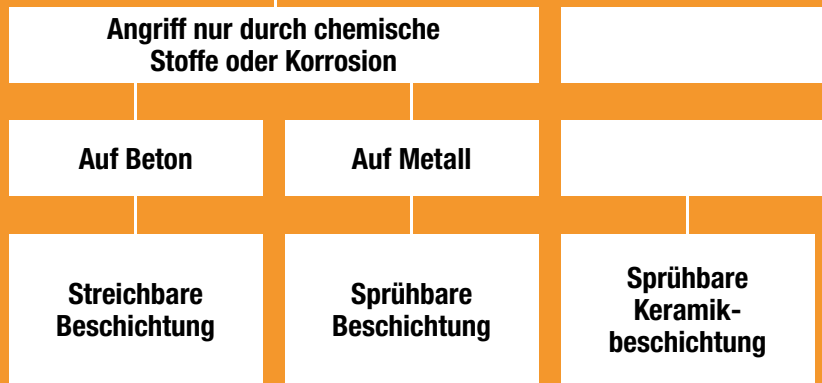 Angriff nur durch chemische
Stoffe oder Korrosion
Auf Beton
Auf Metall
Streichbare
Beschichtung
Sprühbare
Beschichtung
Sprühbare
Keramik-
beschichtung